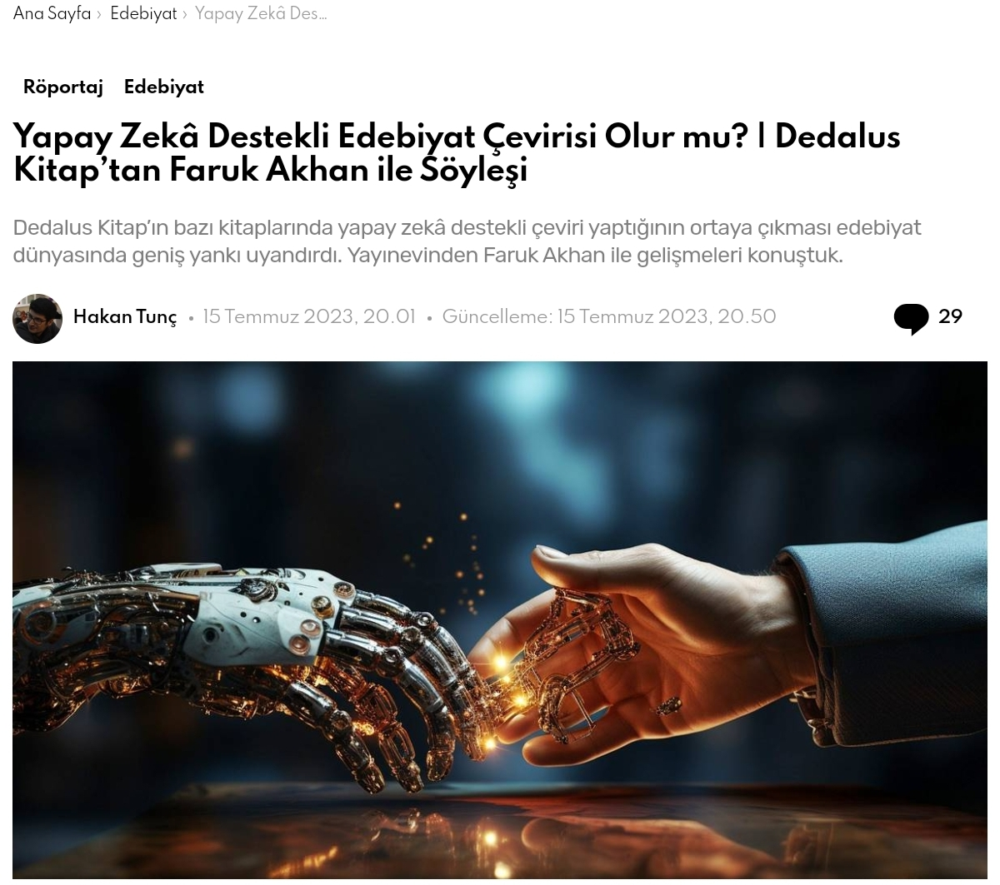 Ana Sayfa › Edebiyat › Yapay Zekâ Des...
Röportaj Edebiyat
Yapay Zekâ Destekli Edebiyat Çevirisi Olur mu? | Dedalus
Kitap’tan Faruk Akhan ile Söyleşi
Dedalus Kitap’ın bazı kitaplarında yapay zekâ destekli çeviri yaptığının ortaya çıkması edebiyat
dünyasında geniş yankı uyandırdı. Yayınevinden Faruk Akhan ile gelişmeleri konuştuk.
Hakan Tunç • 15 Temmuz 2023, 20.01 • Güncelleme: 15 Temmuz 2023, 20.50 29